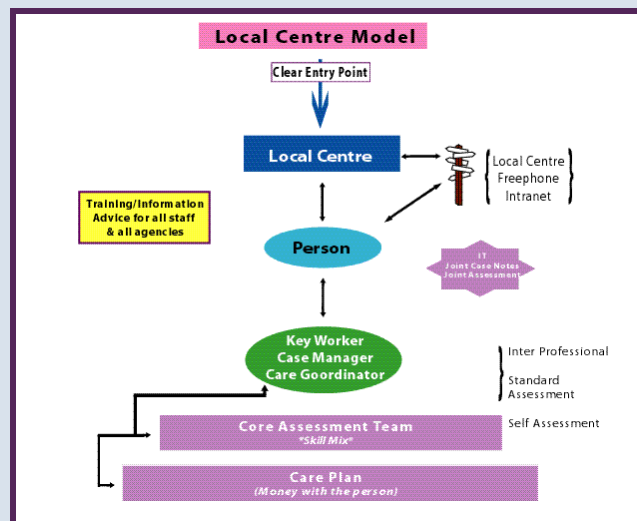 Local Centre Model
Clear Entry Point
Local Centre
Local Centre
Freephone
Intranet
Training/Information
Advice for all staff
& all agencies
Person
IT
Joint Case Notes
Joint Assessment
Key Worker
Case Manager
Care Goordinator
Inter Professional
Standard
Assessment
Self Assessment
Core Assessment Team
*Skill Mix*
Care Plan
(Money with the person)